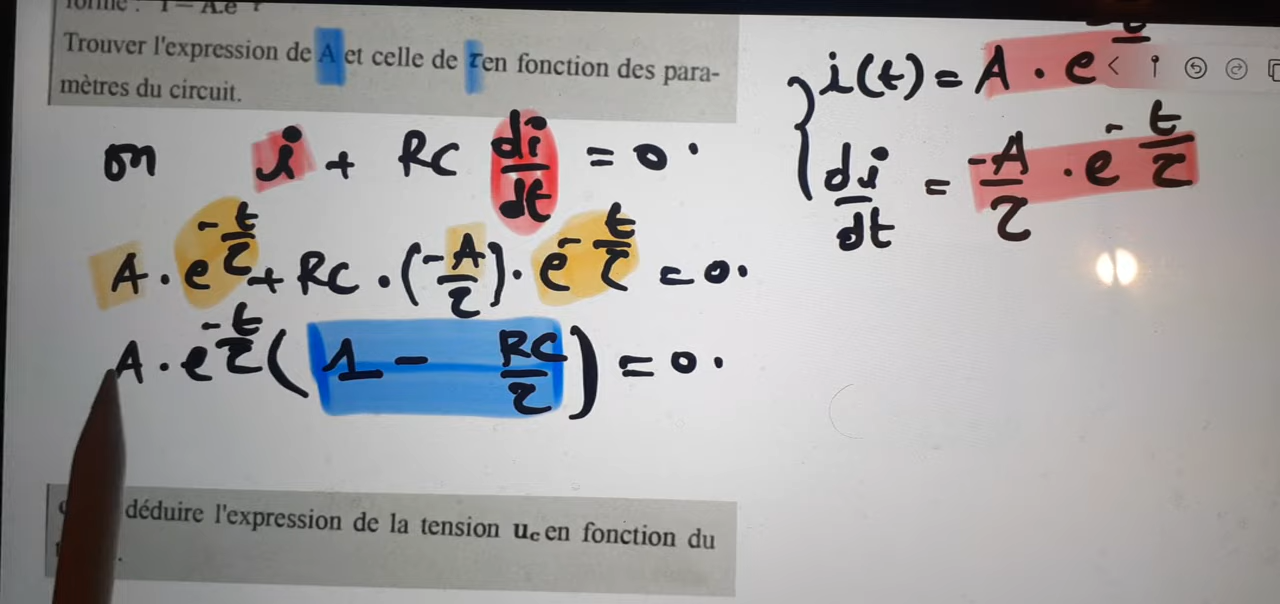 forme : I = A.e
Trouver l'expression de A et celle de τ en fonction des para-
mètres du circuit.
i(t) = A . e
di/dt = -A/τ . e^-t/τ
on i + RC di/dt = 0.
A . e^-t/τ + RC . (-A/τ) . e^-t/τ = 0.
A . e^-t/τ ( 1 - RC/τ ) = 0.
déduire l'expression de la tension uc en fonction du